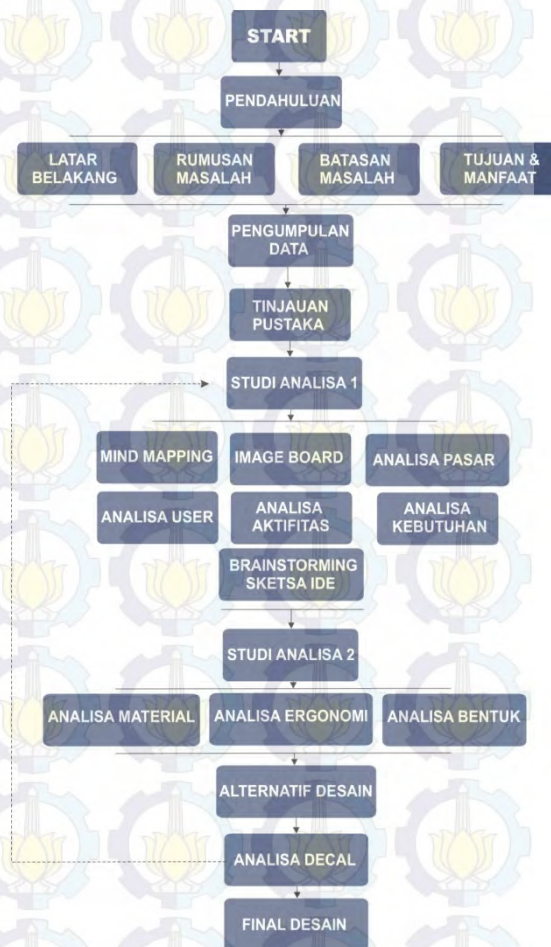 START
PENDAHULUAN
LATAR
BELAKANG
RUMUSAN
MASALAH
BATASAN
MASALAH
TUJUAN &
MANFAAT
PENGUMPULAN
DATA
TINJAUAN
PUSTAKA
STUDI ANALISA 1
MIND MAPPING
IMAGE BOARD
ANALISA PASAR
ANALISA USER
ANALISA
AKTIFITAS
ANALISA
KEBUTUHAN
BRAINSTORMING
SKETSA IDE
STUDI ANALISA 2
ANALISA MATERIAL
ANALISA ERGONOMI
ANALISA BENTUK
ALTERNATIF DESAIN
ANALISA DECAL
FINAL DESAIN